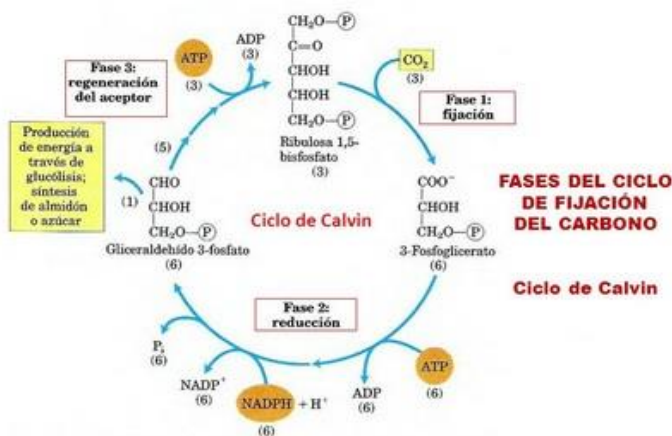 CH₂O—Ⓟ
C=O
CHOH
CHOH
CH₂O—Ⓟ
Ribulosa 1,5-
bisfosfato
(3)
CO₂
(3)
Fase 1:
fijación
COO⁻
CHOH
CH₂O—Ⓟ
3-Fosfoglicerato
(6)
ATP
(6)
ADP
(6)
Fase 2:
reducción
NADPH + H⁺
(6)
NADP⁺
(6)
Pᵢ
(6)
CHO
CHOH
CH₂O—Ⓟ
Gliceraldehído 3-fosfato
(6)
(1)
Producción
de energía a
través de
glucólisis;
síntesis
de almidón
o azúcar
(5)
Fase 3:
regeneración
del aceptor
ATP
(3)
ADP
(3)
Ciclo de Calvin
FASES DEL CICLO
DE FIJACIÓN
DEL CARBONO
Ciclo de Calvin